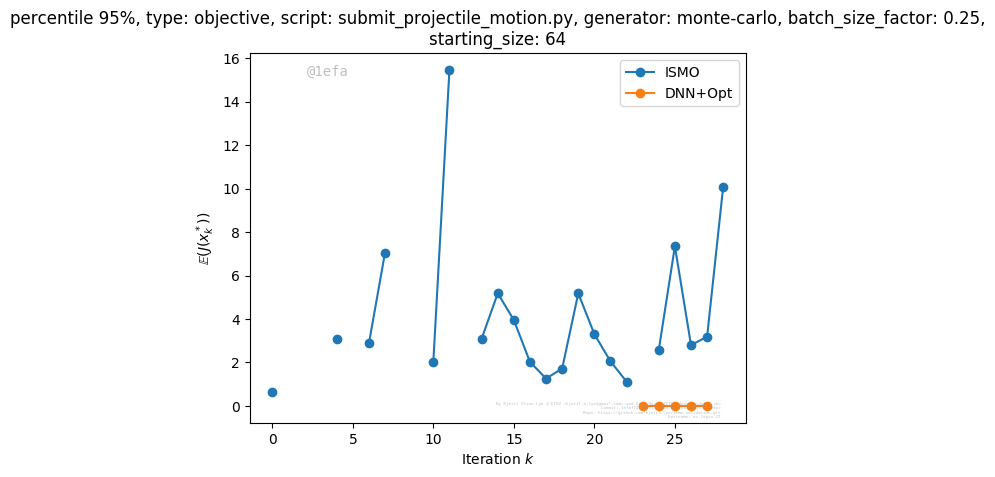 percentile 95%, type: objective, script: submit_projectile_motion.py, generator: monte-carlo, batch_size_factor: 0.25,
starting_size: 64
@1efa
ISMO
DNN+Opt
16
14
12
10
8
6
4
2
0
𝔼(J(x*ₖ))
0 5 10 15 20 25
Iteration k